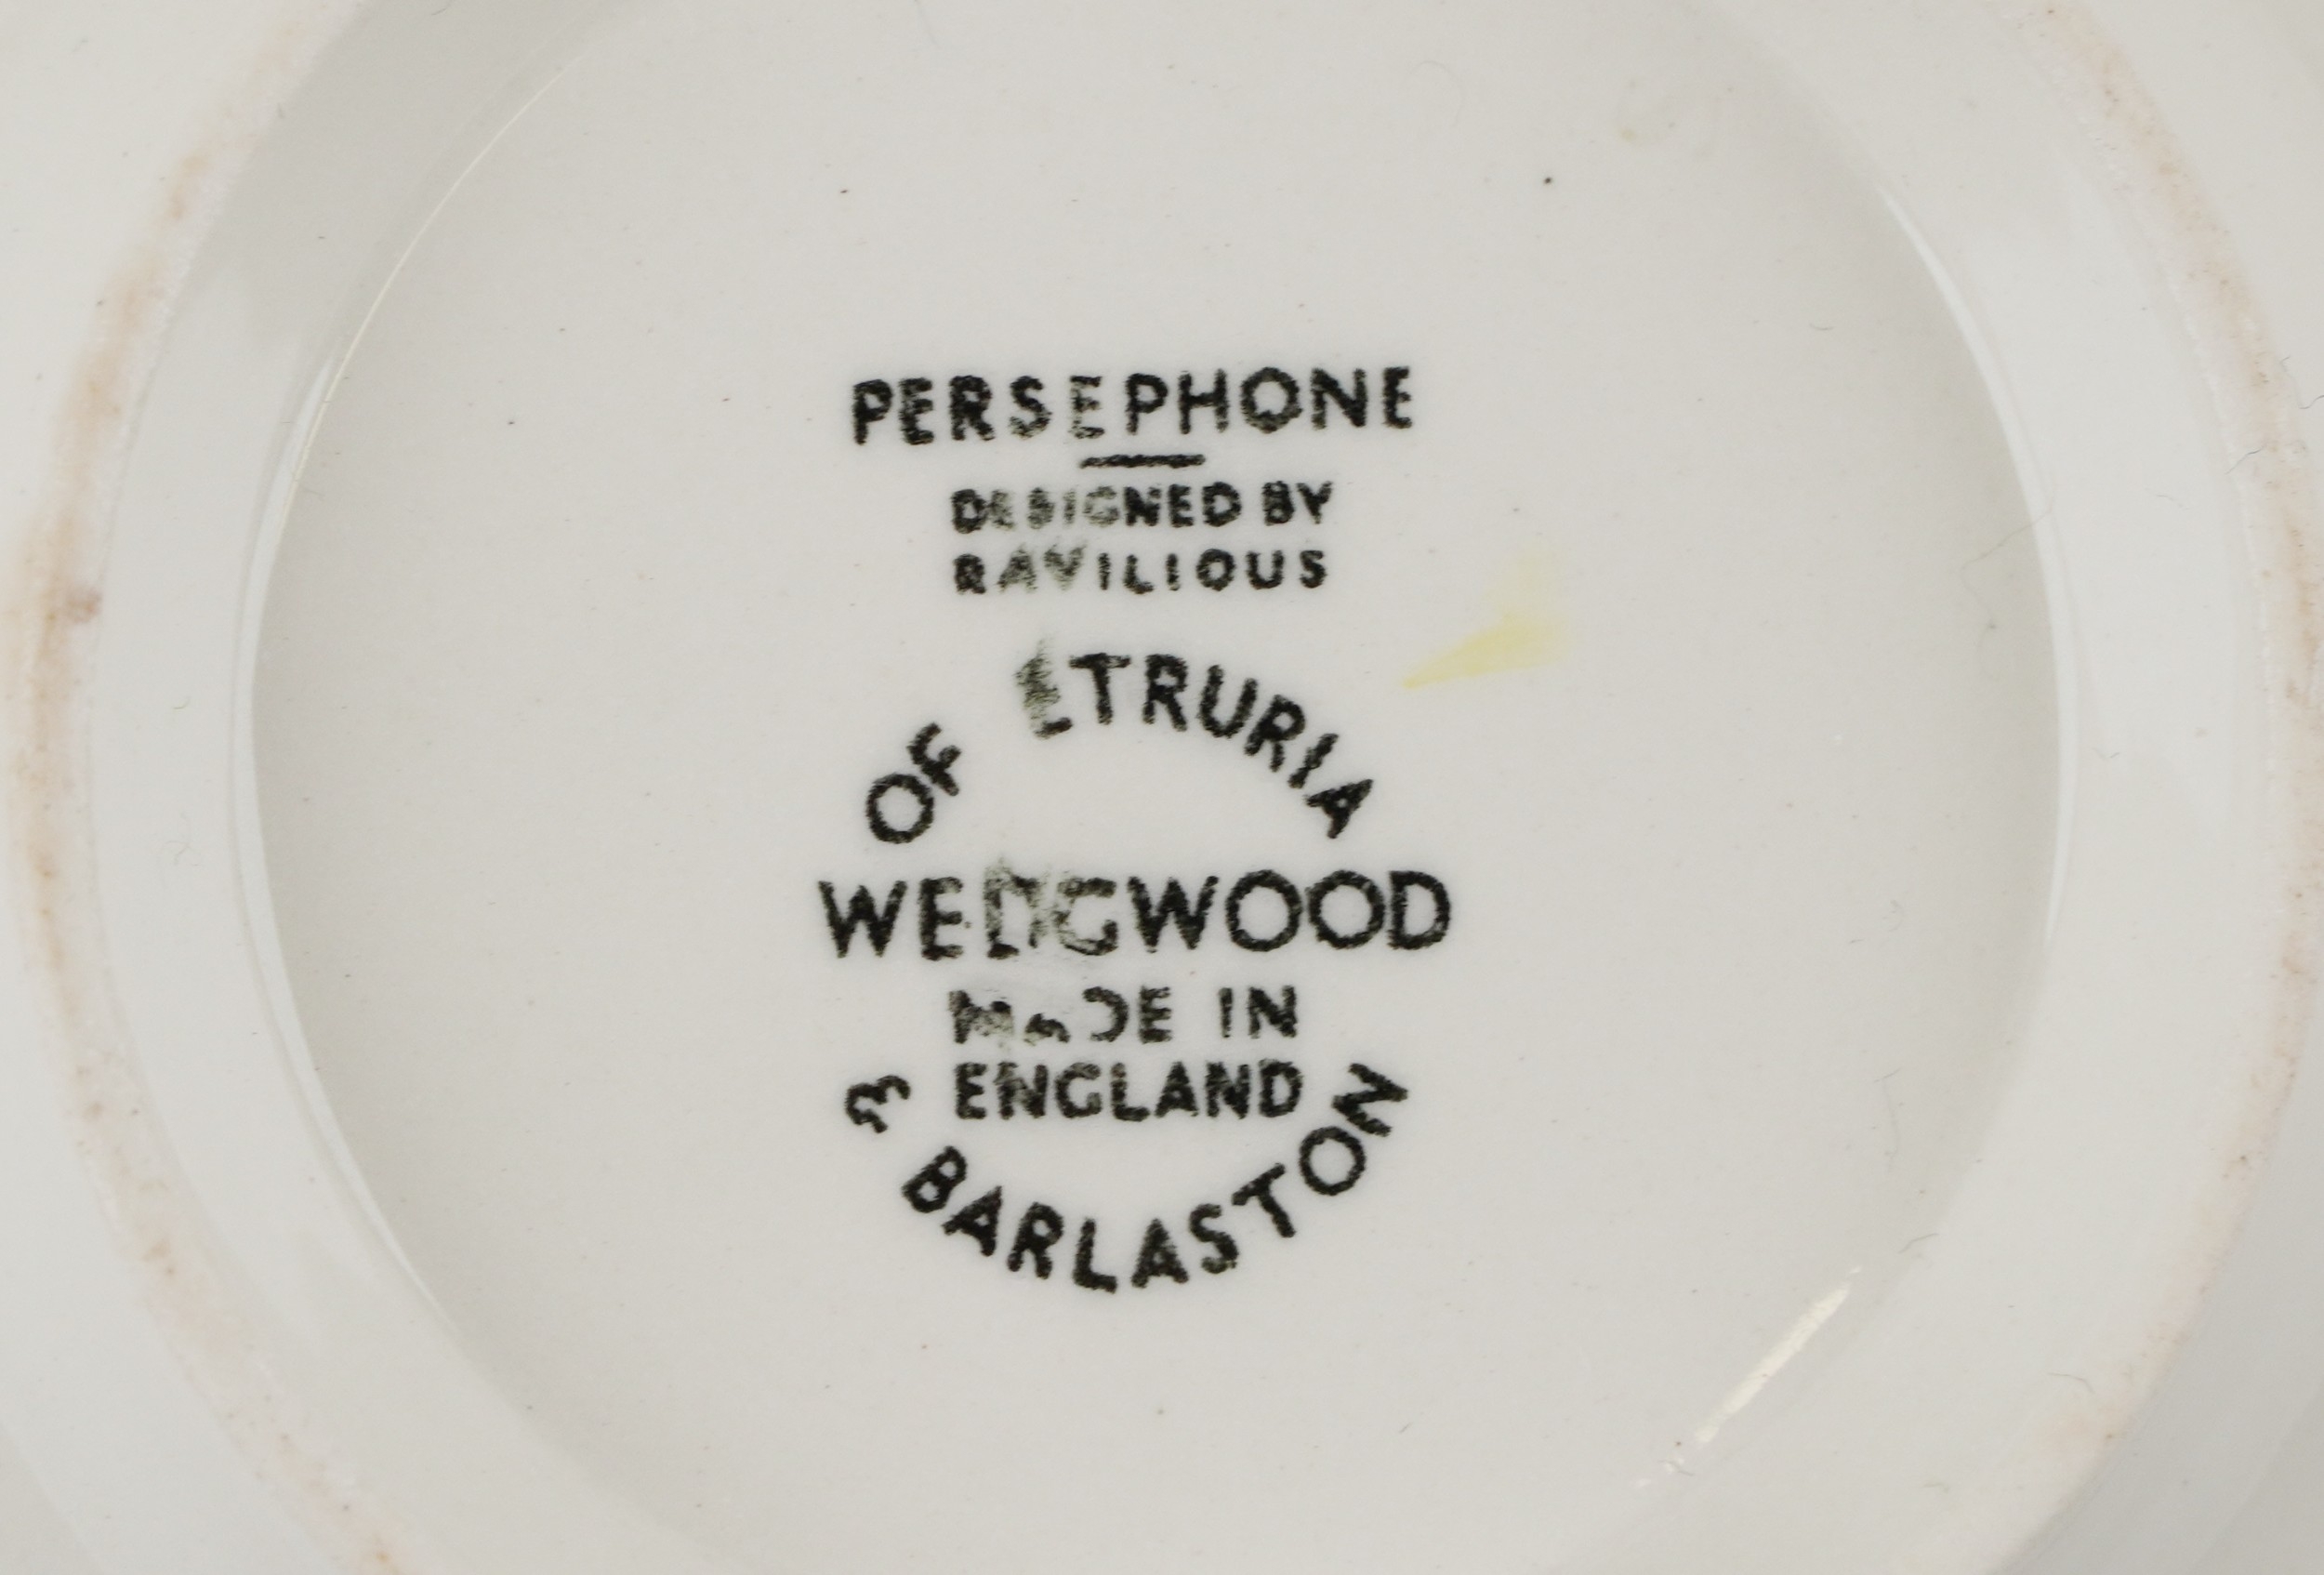 PERSEPHONE
DESIGNED BY
RAVILIOUS
OF ETRURIA
WEDGWOOD
MADE IN
ENGLAND
& BARLASTON